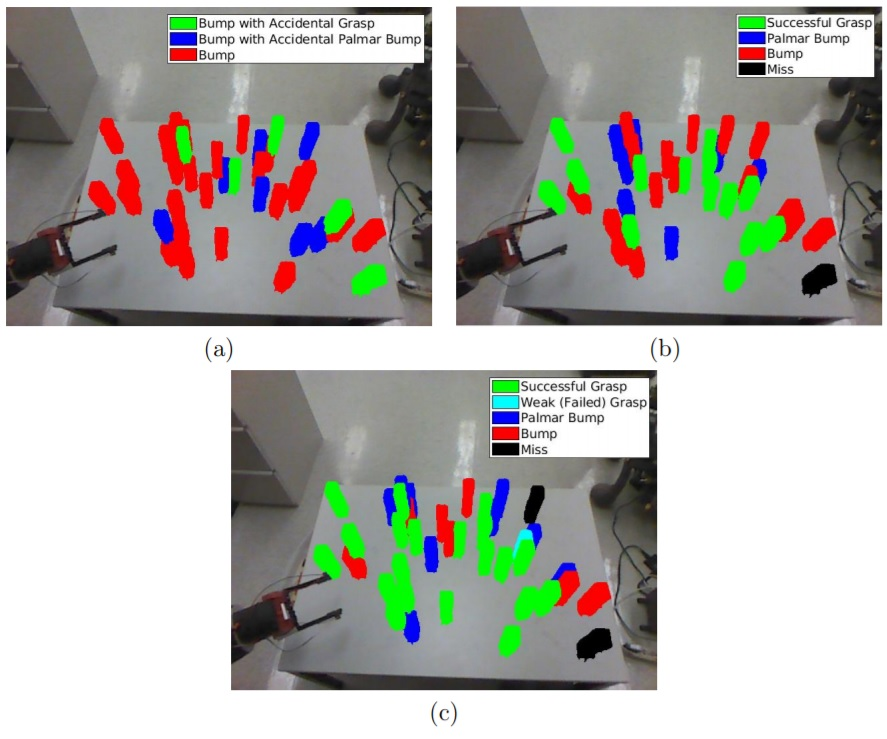 Bump with Accidental Grasp
Bump with Accidental Palmar Bump
Bump
Successful Grasp
Palmar Bump
Bump
Miss
(a)
(b)
Successful Grasp
Weak (Failed) Grasp
Palmar Bump
Bump
Miss
(c)